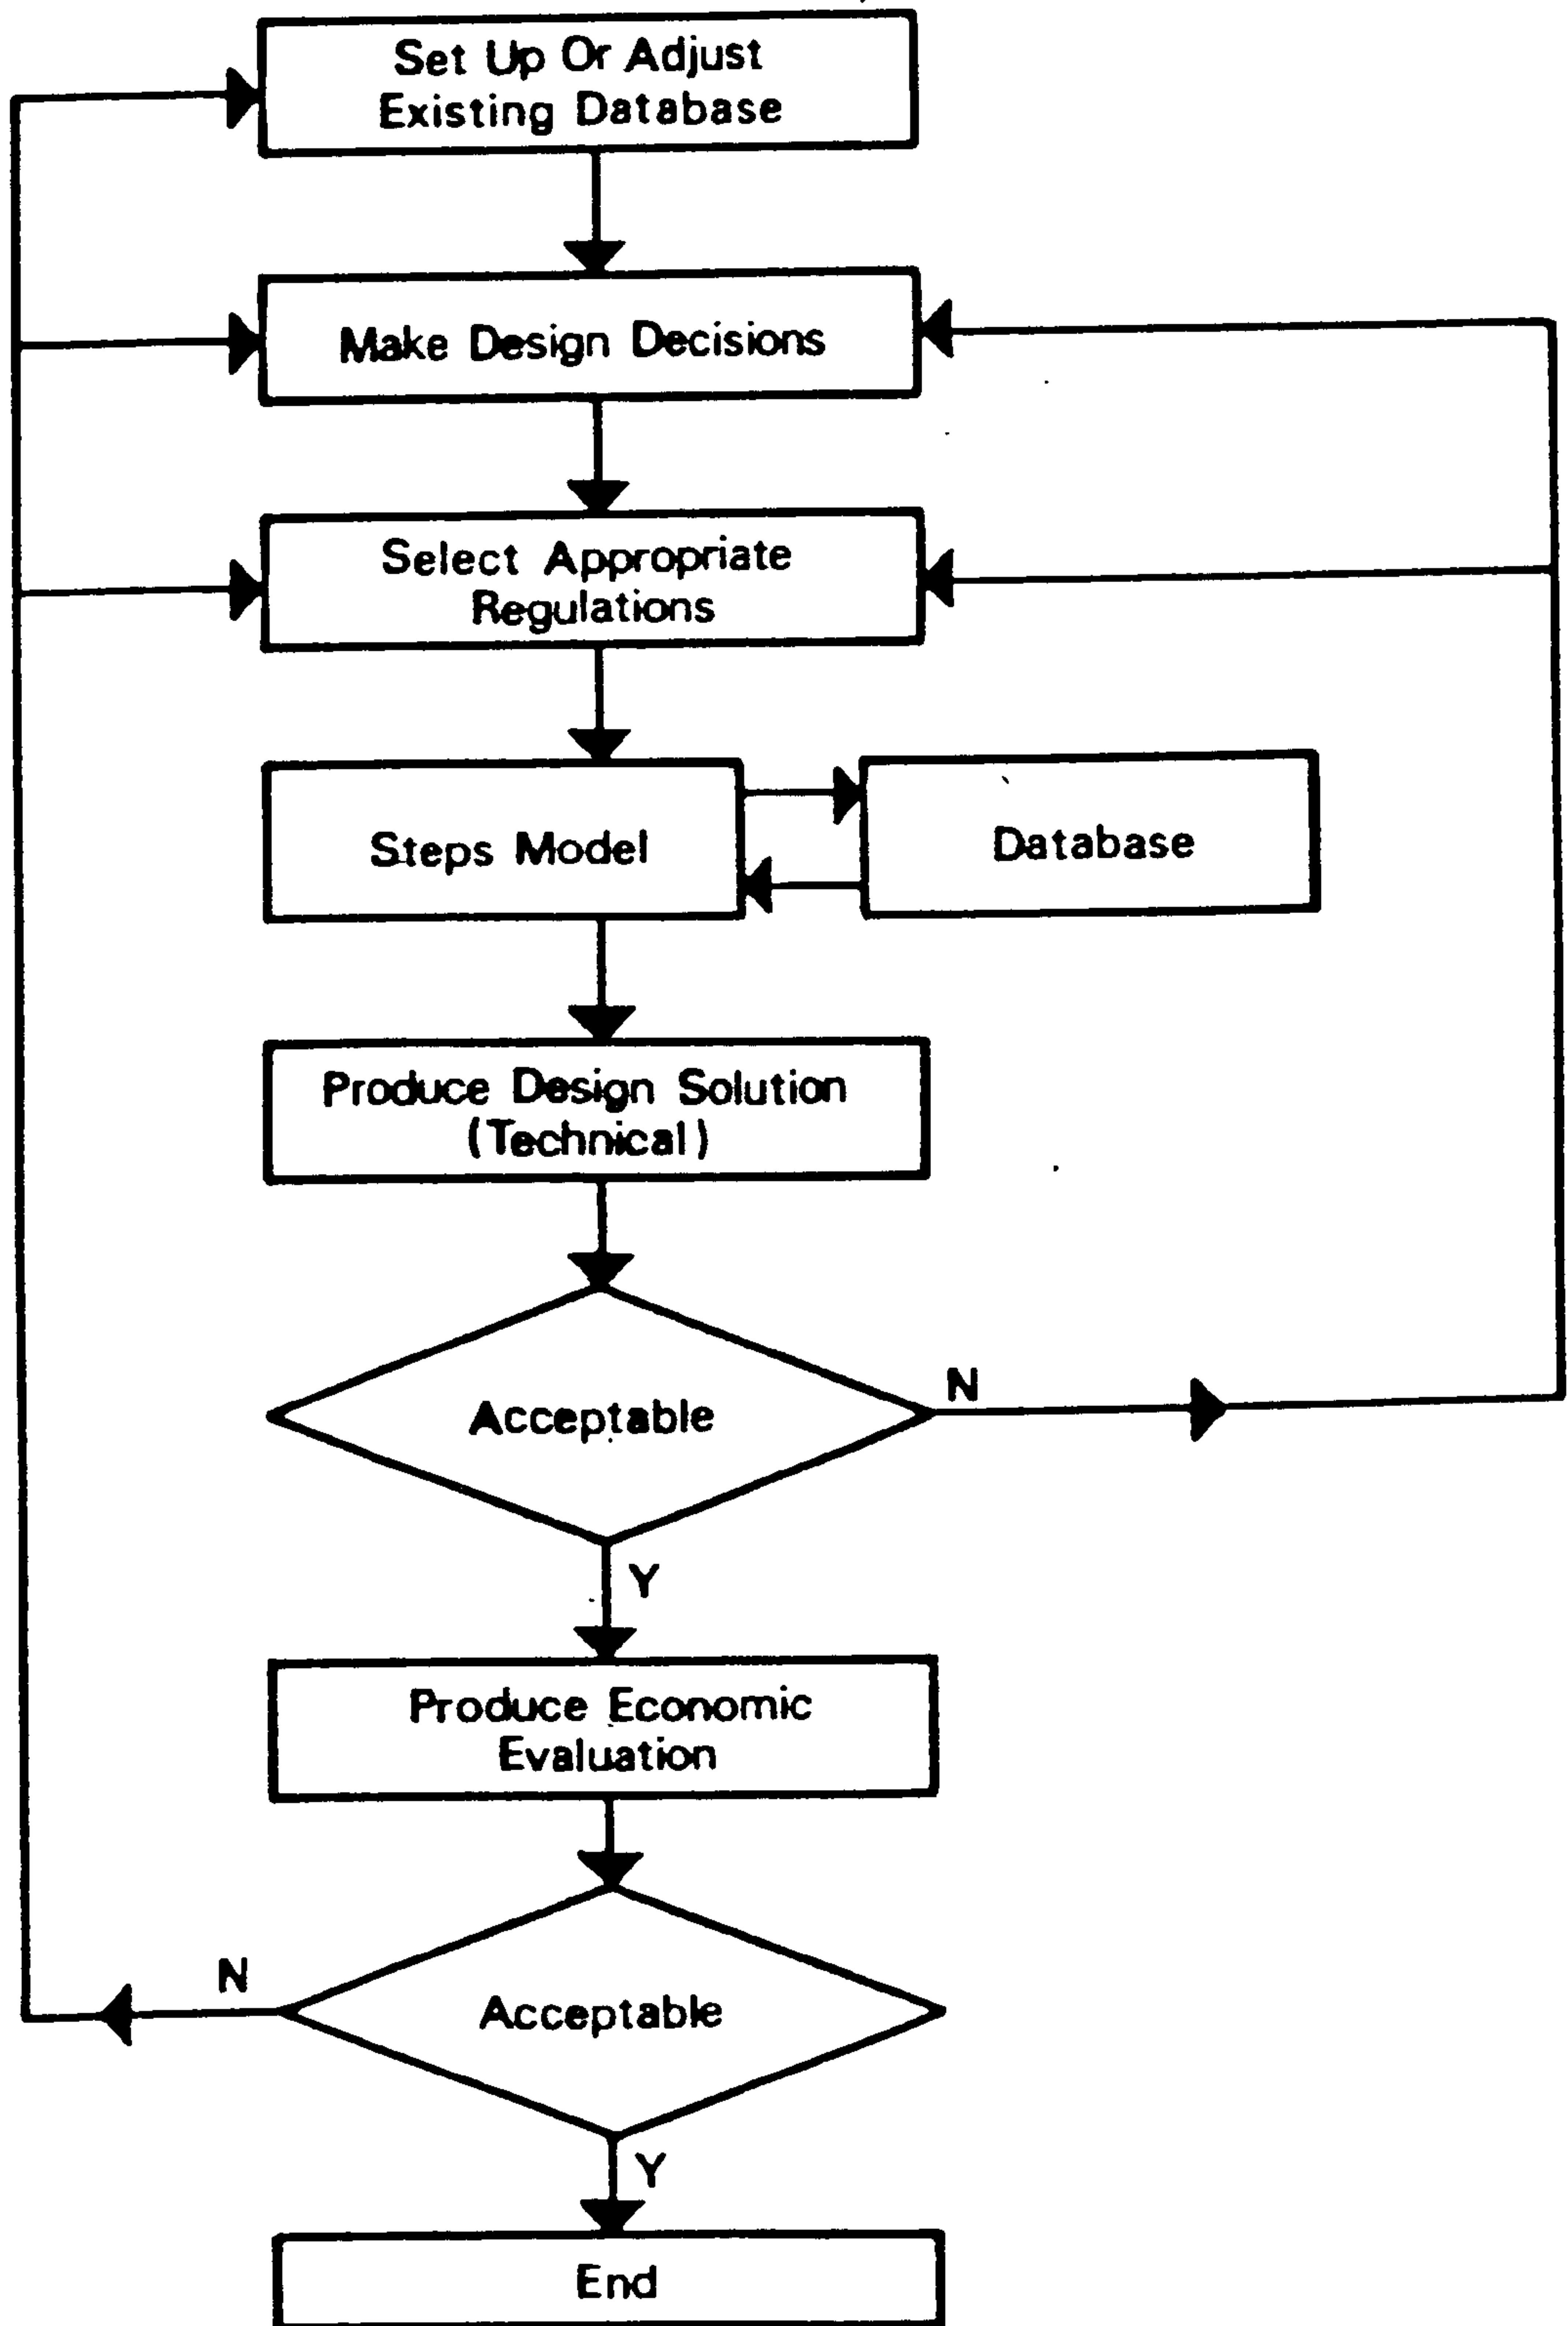 Set Up Or Adjust
Existing Database
Make Design Decisions
Select Appropriate
Regulations
Steps Model
Database
Produce Design Solution
(Technical)
Acceptable
N
Y
Produce Economic
Evaluation
N
Acceptable
Y
End